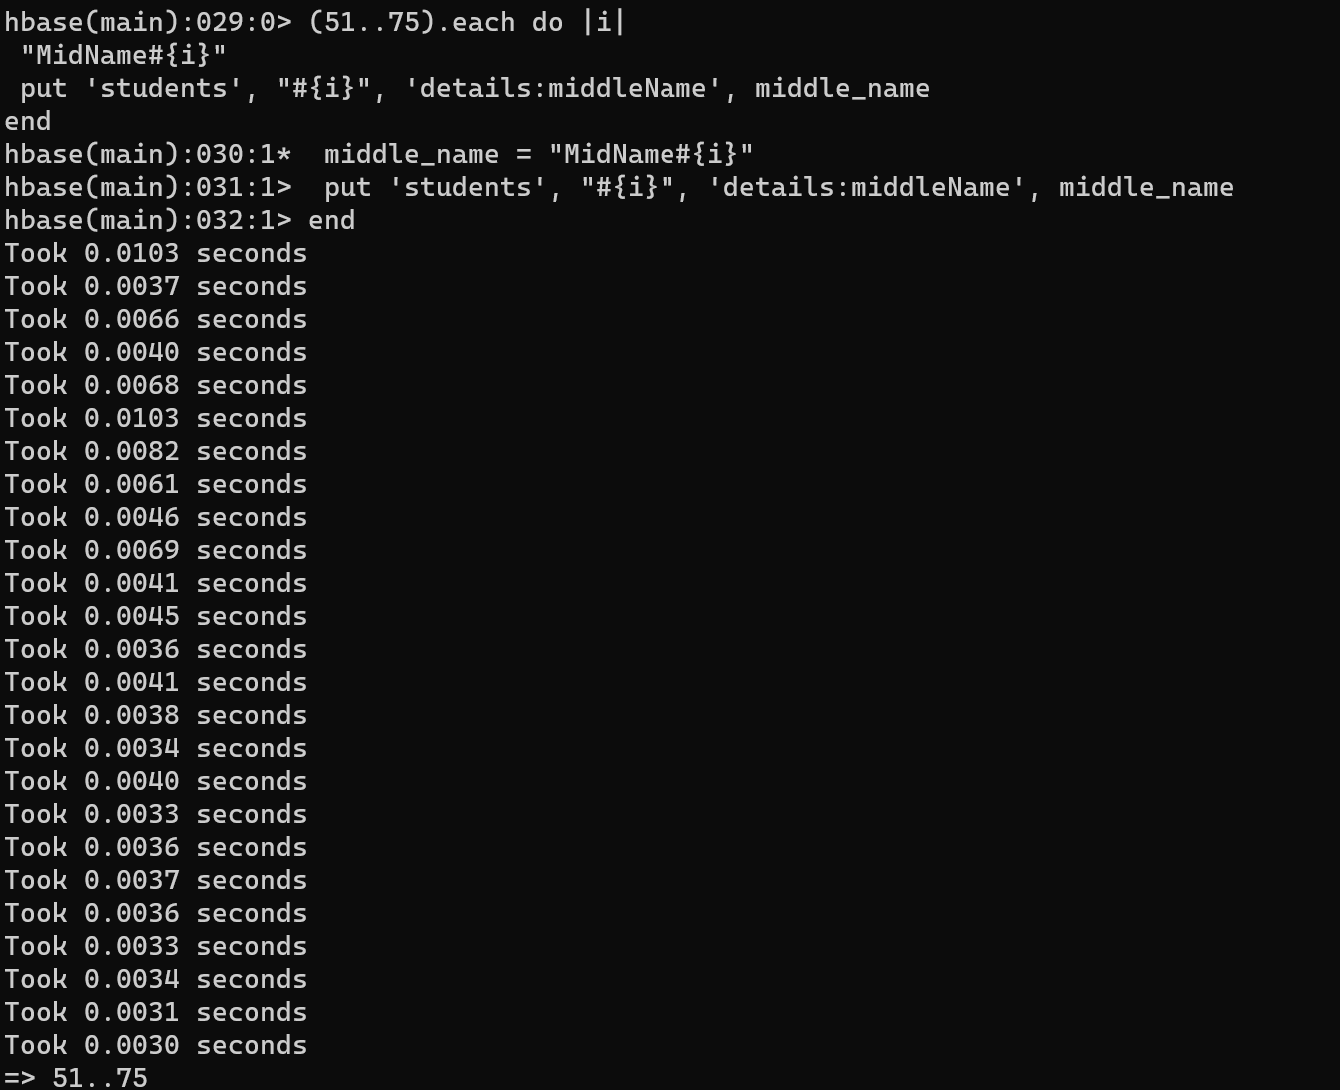 hbase(main):029:0> (51..75).each do |i|
"MidName#{i}"
put 'students', "#{i}", 'details:middleName', middle_name
end
hbase(main):030:1*  middle_name = "MidName#{i}"
hbase(main):031:1>  put 'students', "#{i}", 'details:middleName', middle_name
hbase(main):032:1> end
Took 0.0103 seconds
Took 0.0037 seconds
Took 0.0066 seconds
Took 0.0040 seconds
Took 0.0068 seconds
Took 0.0103 seconds
Took 0.0082 seconds
Took 0.0061 seconds
Took 0.0046 seconds
Took 0.0069 seconds
Took 0.0041 seconds
Took 0.0045 seconds
Took 0.0036 seconds
Took 0.0041 seconds
Took 0.0038 seconds
Took 0.0034 seconds
Took 0.0040 seconds
Took 0.0033 seconds
Took 0.0036 seconds
Took 0.0037 seconds
Took 0.0036 seconds
Took 0.0033 seconds
Took 0.0034 seconds
Took 0.0031 seconds
Took 0.0030 seconds
=> 51..75